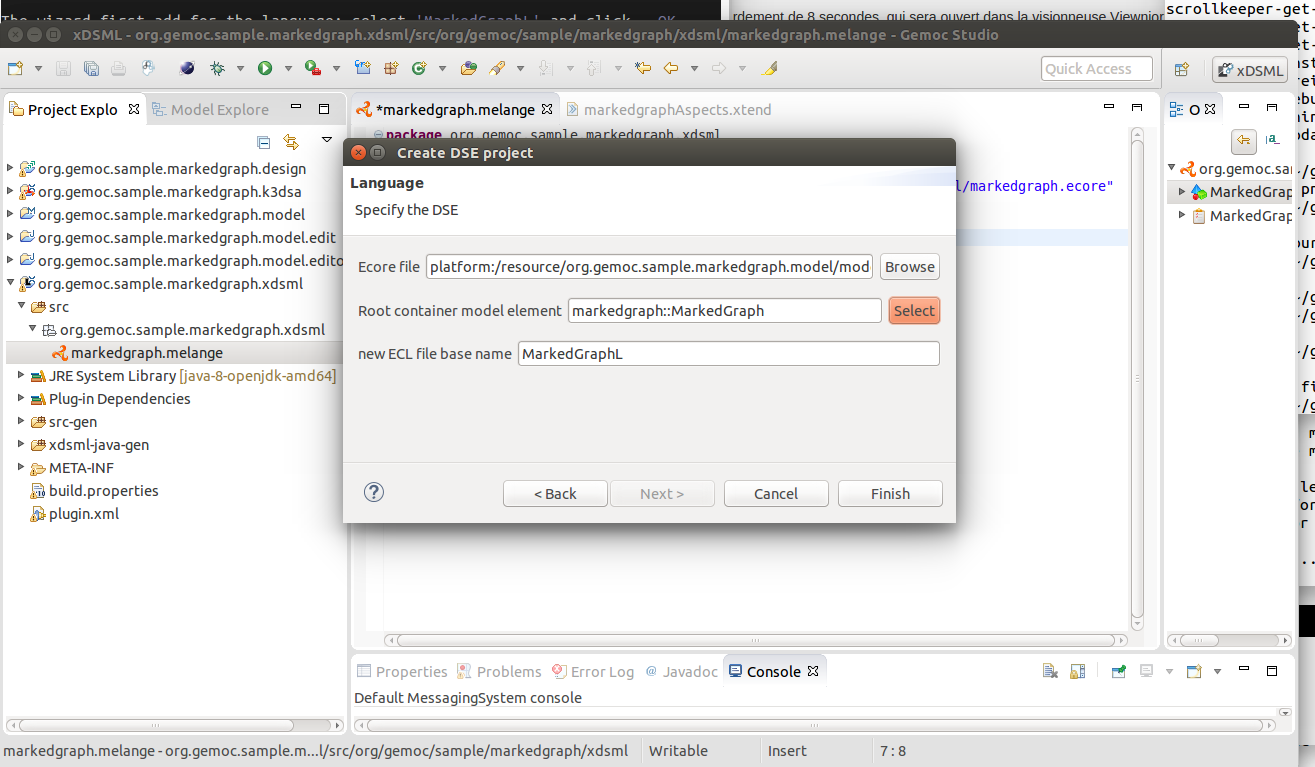 The wizard first add for the language: select 'MarkedGraphL' and click OK
rdement de 8 secondes, qui sera ouvert dans la visionneuse Viewnior
scrollkeeper-get-
xDSML - org.gemoc.sample.markedgraph.xdsml/src/org/gemoc/sample/markedgraph/xdsml/markedgraph.melange - Gemoc Studio
Quick Access
xDSML
Project Explo
Model Explore
*markedgraph.melange
markedgraphAspects.xtend
O
package org.gemoc.sample.markedgraph.xdsml
Create DSE project
Language
Specify the DSE
l/markedgraph.ecore"
Ecore file
platform:/resource/org.gemoc.sample.markedgraph.model/mod
Browse
Root container model element
markedgraph::MarkedGraph
Select
new ECL file base name
MarkedGraphL
?
< Back
Next >
Cancel
Finish
org.gemoc.sample.markedgraph.design
org.gemoc.sample.markedgraph.k3dsa
org.gemoc.sample.markedgraph.model
org.gemoc.sample.markedgraph.model.edit
org.gemoc.sample.markedgraph.model.edito
org.gemoc.sample.markedgraph.xdsml
src
org.gemoc.sample.markedgraph.xdsml
markedgraph.melange
JRE System Library [java-8-openjdk-amd64]
Plug-in Dependencies
src-gen
xdsml-java-gen
META-INF
build.properties
plugin.xml
org.gemoc.sai
MarkedGrap
MarkedGrap
Properties
Problems
@ Javadoc
Error Log
Console
Default MessagingSystem console
markedgraph.melange - org.gemoc.sample.m...l/src/org/gemoc/sample/markedgraph/xdsml
Writable
Insert
7 : 8